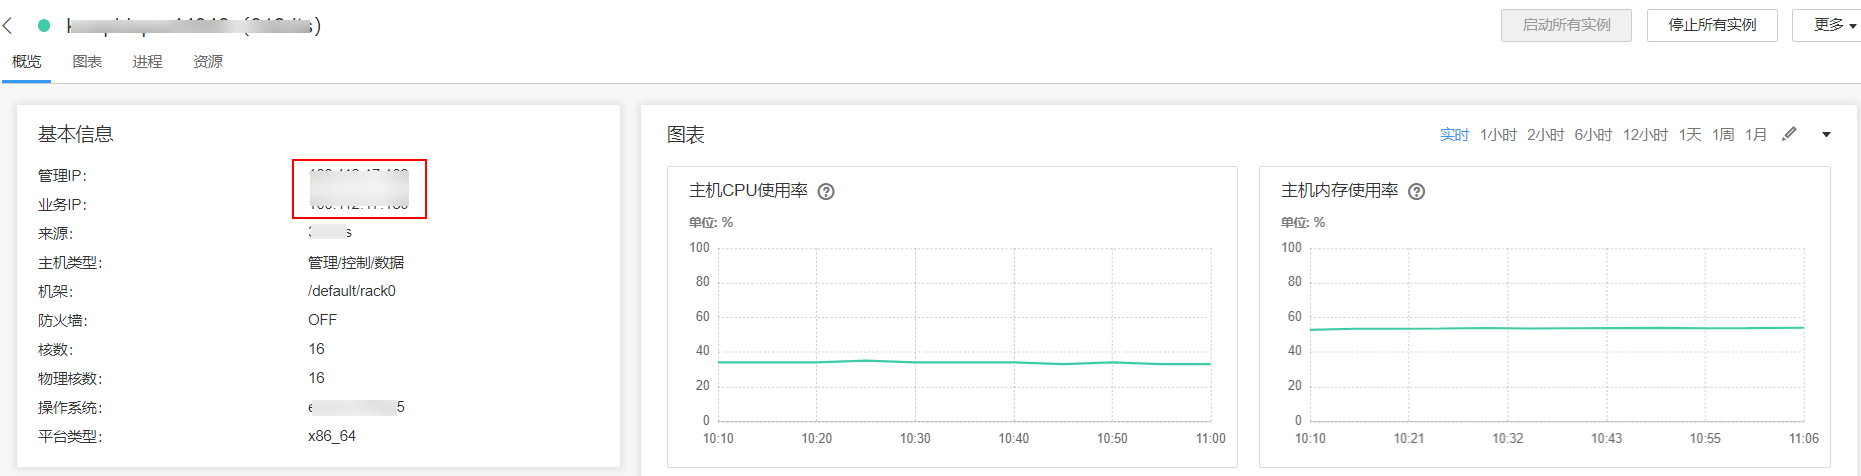 启动所有实例 停止所有实例 更多
概览 图表 进程 资源
基本信息
管理IP:
业务IP:
来源:
主机类型: 管理/控制/数据
机架: /default/rack0
防火墙: OFF
核数: 16
物理核数: 16
操作系统:
平台类型: x86_64
图表 实时 1小时 2小时 6小时 12小时 1天 1周 1月
主机CPU使用率 ?
单位: %
100
80
60
40
20
0
10:10 10:20 10:30 10:40 10:50 11:00
主机内存使用率 ?
单位: %
100
80
60
40
20
0
10:10 10:21 10:32 10:43 10:55 11:06